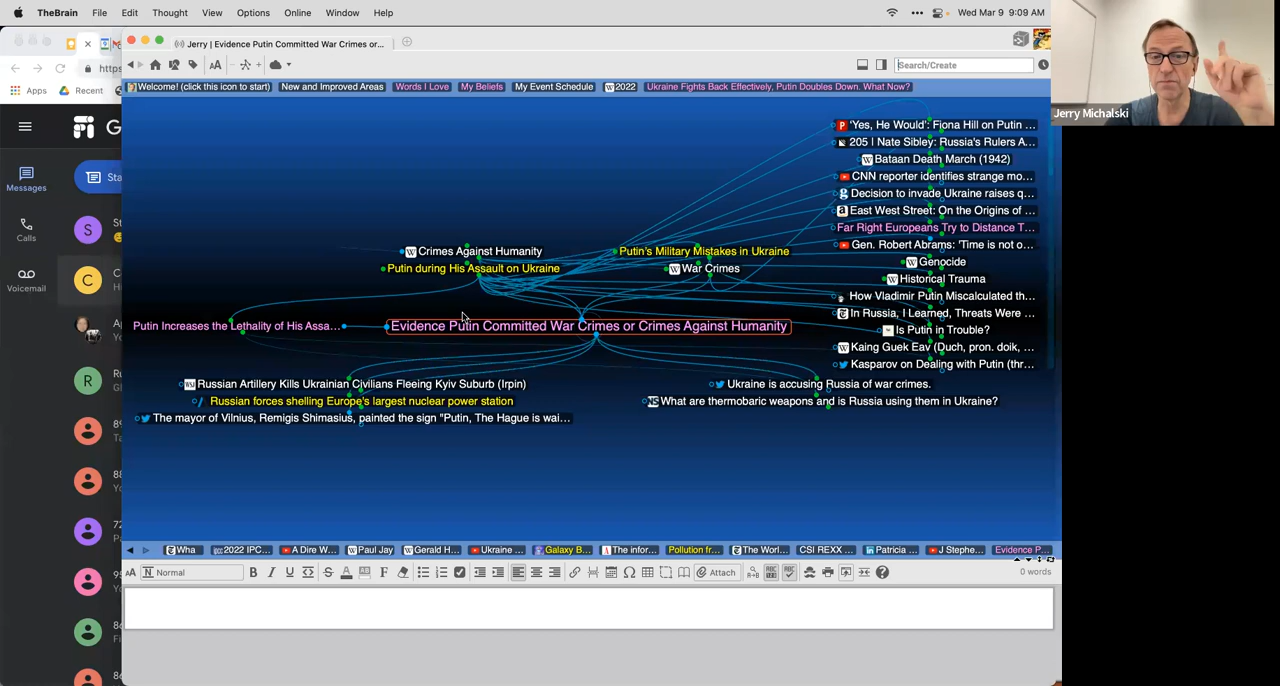 TheBrain File Edit Thought View Options Online Window Help Wed Mar 9 9:09 AM
Jerry | Evidence Putin Committed War Crimes or...
https
Search/Create
Apps Recent
Welcome! (click this icon to start) New and Improved Areas Words I Love My Beliefs My Event Schedule 2022 Ukraine Fights Back Effectively, Putin Doubles Down. What Now?
Jerry Michalski
G
Messages
Sta
Calls
Voicemail
'Yes, He Would': Fiona Hill on Putin ...
205 | Nate Sibley: Russia's Rulers A...
Bataan Death March (1942)
CNN reporter identifies strange mo...
Decision to invade Ukraine raises q...
East West Street: On the Origins of ...
Far Right Europeans Try to Distance T...
Gen. Robert Abrams: 'Time is not o...
Genocide
Historical Trauma
How Vladimir Putin Miscalculated th...
In Russia, I Learned, Threats Were ...
Is Putin in Trouble?
Kaing Guek Eav (Duch, pron. doik, ...
Kasparov on Dealing with Putin (thr...
Crimes Against Humanity
Putin's Military Mistakes in Ukraine
Putin during His Assault on Ukraine
War Crimes
Putin Increases the Lethality of His Assa...
Evidence Putin Committed War Crimes or Crimes Against Humanity
Russian Artillery Kills Ukrainian Civilians Fleeing Kyiv Suburb (Irpin)
Ukraine is accusing Russia of war crimes.
Russian forces shelling Europe's largest nuclear power station
What are thermobaric weapons and is Russia using them in Ukraine?
The mayor of Vilnius, Remigis Shimasius, painted the sign "Putin, The Hague is wai...
Wha 2022 IPC... A Dire W... Paul Jay Gerald H... Ukraine ... Galaxy B... The infor... Pollution fr... The Worl... CSI REXX ... Patricia ... J Stephe... Evidence P...
Normal Attach 0 words